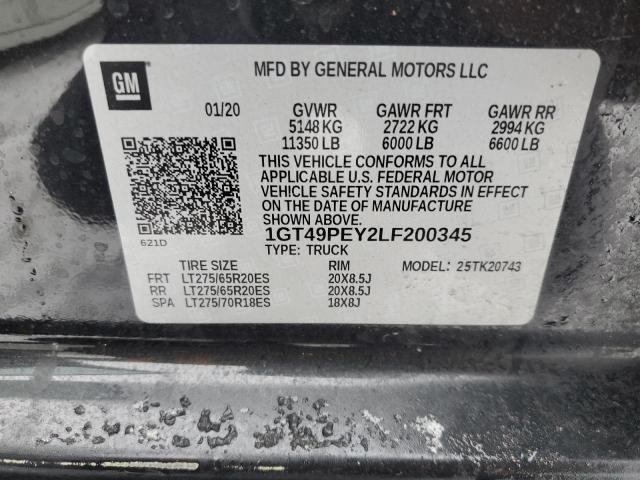 GM
MFD BY GENERAL MOTORS LLC
01/20 GVWR GAWR FRT GAWR RR
5148 KG 2722 KG 2994 KG
11350 LB 6000 LB 6600 LB
THIS VEHICLE CONFORMS TO ALL
APPLICABLE U.S. FEDERAL MOTOR
VEHICLE SAFETY STANDARDS IN EFFECT
ON THE DATE OF MANUFACTURE
SHOWN ABOVE.
621D
1GT49PEY2LF200345
TYPE: TRUCK
TIRE SIZE RIM MODEL: 25TK20743
FRT LT275/65R20ES 20X8.5J
RR LT275/65R20ES 20X8.5J
SPA LT275/70R18ES 18X8J